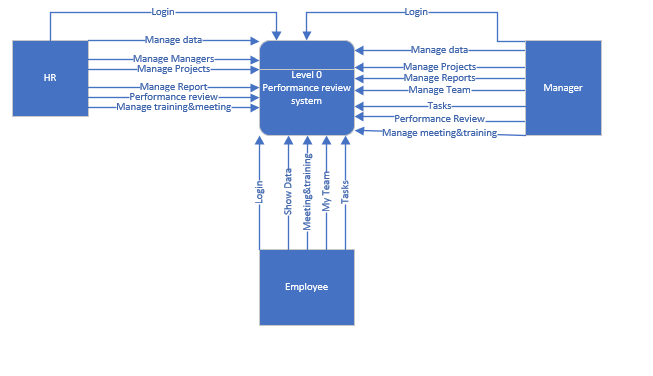 Login
Login
Manage data
Manage data
Manage Managers
Manage Projects
HR
Level 0
Performance review
system
Manage Projects
Manage Reports
Manager
Manage Report
Manage Team
Performance review
Manage training&meeting
Tasks
Performance Review
Manage meeting&training
Login
Show Data
Meeting&training
My Team
Tasks
Employee